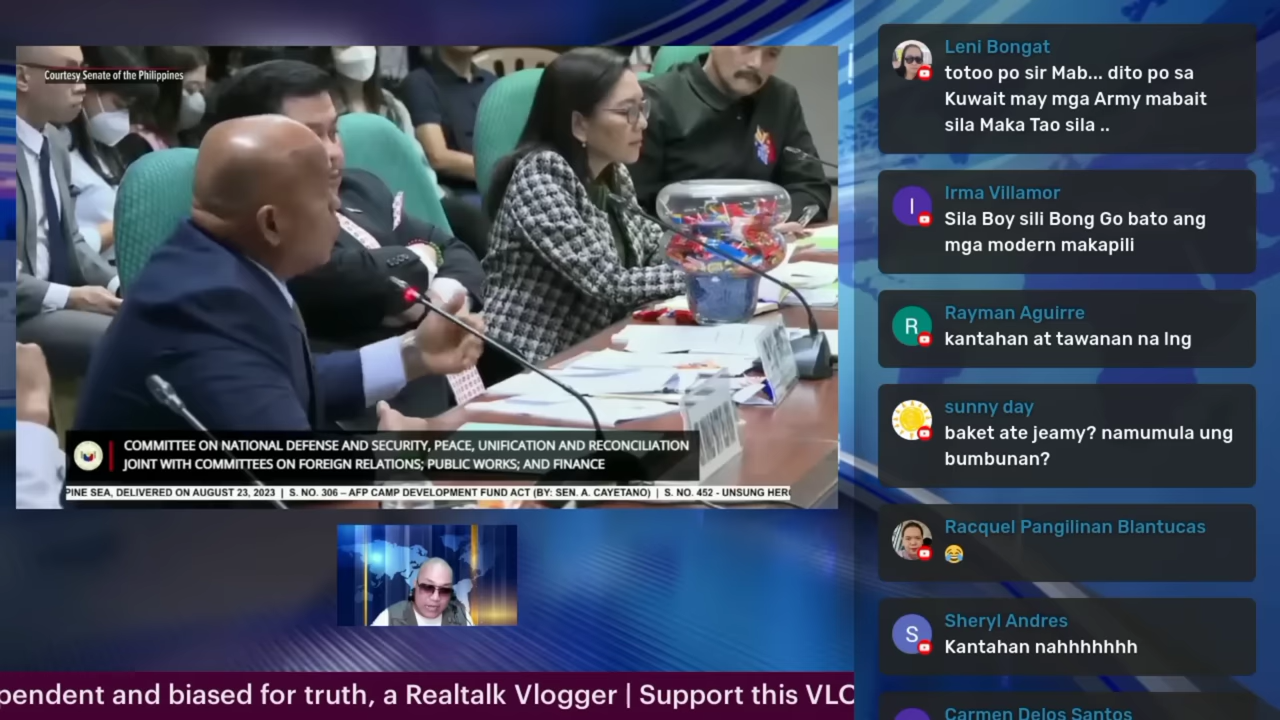 Courtesy Senate of the Philippines
COMMITTEE ON NATIONAL DEFENSE AND SECURITY, PEACE, UNIFICATION AND RECONCILIATION
JOINT WITH COMMITTEES ON FOREIGN RELATIONS; PUBLIC WORKS; AND FINANCE
PINE SEA, DELIVERED ON AUGUST 23, 2023 | S. NO. 306 – AFP CAMP DEVELOPMENT FUND ACT (BY: SEN. A. CAYETANO) | S. NO. 452 - UNSUNG HER
pendent and biased for truth, a Realtalk Vlogger | Support this VLO
Leni Bongat
totoo po sir Mab... dito po sa
Kuwait may mga Army mabait
sila Maka Tao sila ..
I
Irma Villamor
Sila Boy sili Bong Go bato ang
mga modern makapili
R
Rayman Aguirre
kantahan at tawanan na lng
sunny day
baket ate jeamy? namumula ung
bumbunan?
Racquel Pangilinan Blantucas
😂
S
Sheryl Andres
Kantahan nahhhhhhh
Carmen Delos Santos